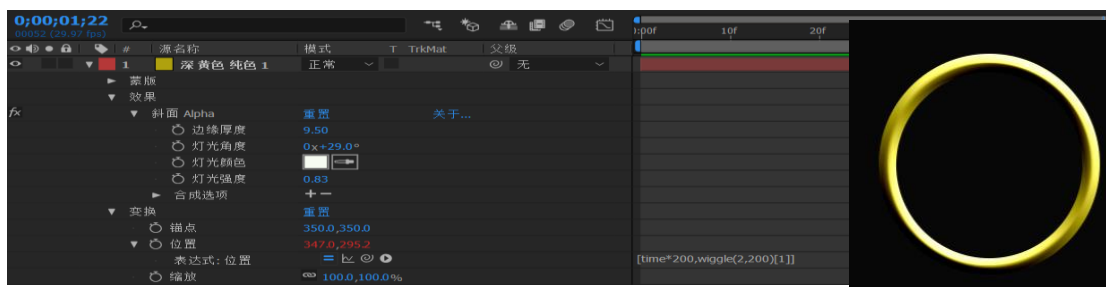 0;00;01;22
00052 (29.97 fps)
):00f 10f 20f
# 源名称 模式 T TrkMat 父级
1 深 黄色 纯色 1 正常 无
蒙版
效果
fx 斜面 Alpha 重置 关于...
边缘厚度 9.50
灯光角度 0x+29.0°
灯光颜色
灯光强度 0.83
合成选项 +−
变换 重置
锚点 350.0,350.0
位置 347.0,295.2
表达式: 位置 [time*200,wiggle(2,200)[1]]
缩放 100.0,100.0%